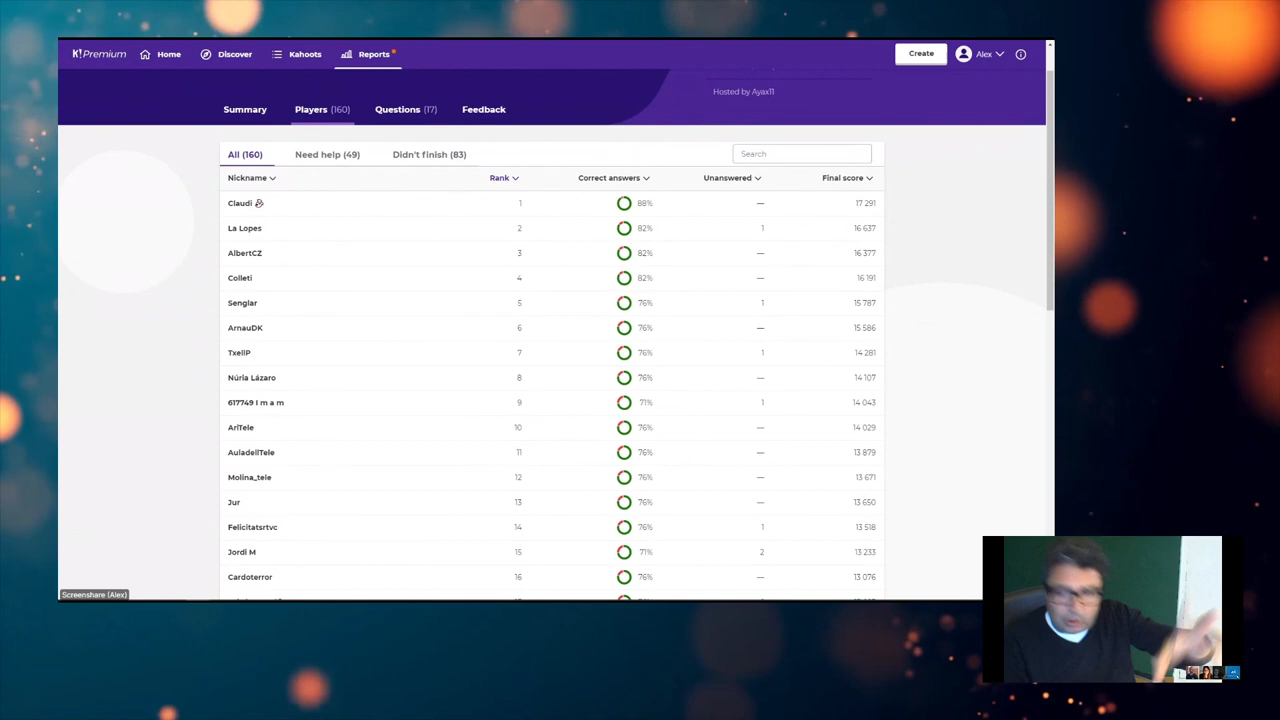 K!Premium Home Discover Kahoots Reports Create Alex
Hosted by Ayax11
Summary Players (160) Questions (17) Feedback
All (160) Need help (49) Didn't finish (83) Search
Nickname Rank Correct answers Unanswered Final score
Claudi 1 88% — 17 291
La Lopes 2 82% 1 16 637
AlbertCZ 3 82% — 16 377
Colleti 4 82% — 16 191
Senglar 5 76% 1 15 787
ArnauDK 6 76% — 15 586
TxellP 7 76% 1 14 281
Núria Lázaro 8 76% — 14 107
617749 I m a m 9 71% 1 14 043
AriTele 10 76% — 14 029
AuladellTele 11 76% — 13 879
Molina_tele 12 76% — 13 671
Jur 13 76% — 13 650
Felicitatsrtvc 14 76% 1 13 518
Jordi M 15 71% 2 13 233
Cardoterror 16 76% — 13 076
Screenshare (Alex)